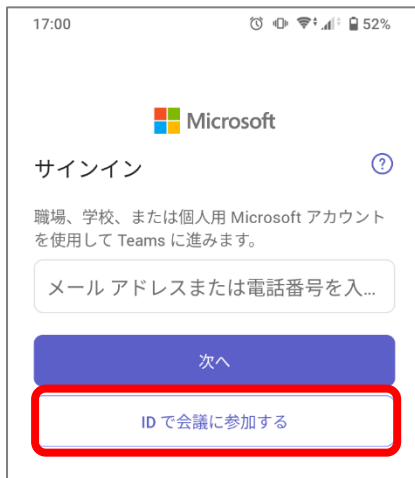 17:00 52%
Microsoft
サインイン
職場、学校、または個人用 Microsoft アカウント
を使用して Teams に進みます。
メール アドレスまたは電話番号を入...
次へ
ID で会議に参加する